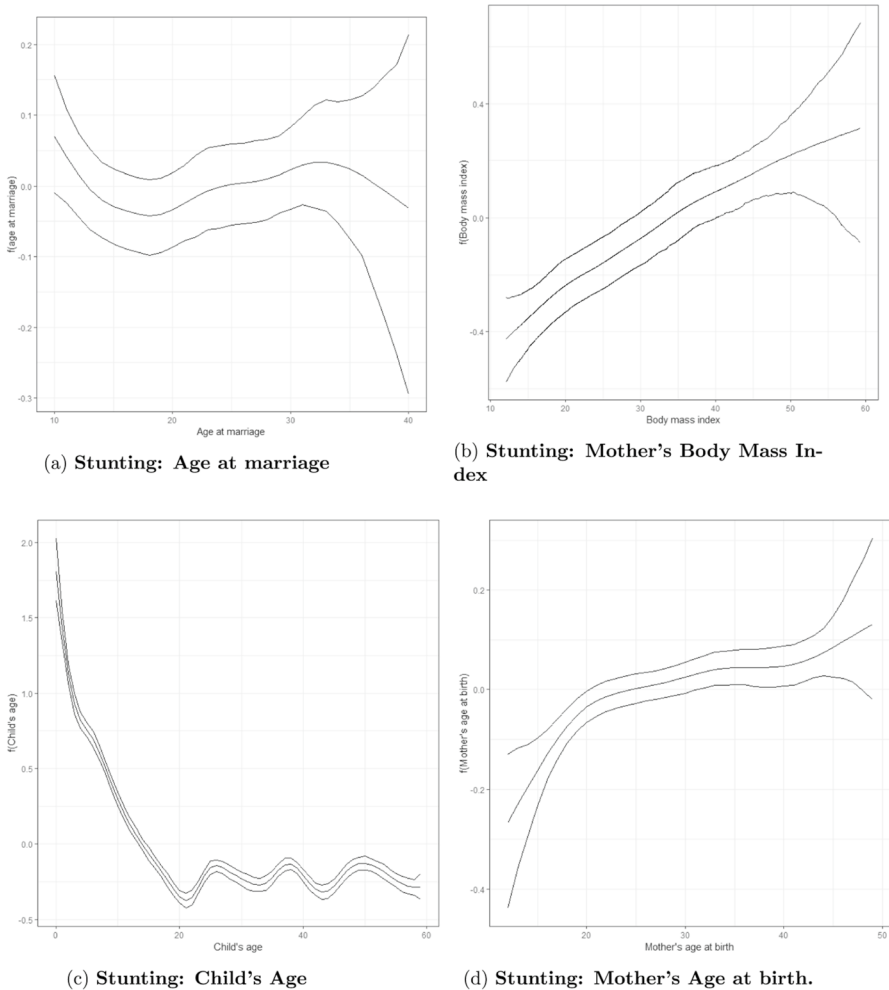 0.2
0.1
0.0
-0.1
-0.2
-0.3
f(age at marriage)
10 20 30 40
Age at marriage
(a) Stunting: Age at marriage
0.4
0.0
-0.4
f(Body mass index)
10 20 30 40 50 60
Body mass index
(b) Stunting: Mother's Body Mass In-
dex
2.0
1.5
1.0
0.5
0.0
-0.5
f(Child's age)
0 20 40 60
Child's age
(c) Stunting: Child's Age
0.2
0.0
-0.2
-0.4
f(Mother's age at birth)
20 30 40 50
Mother's age at birth
(d) Stunting: Mother's Age at birth.